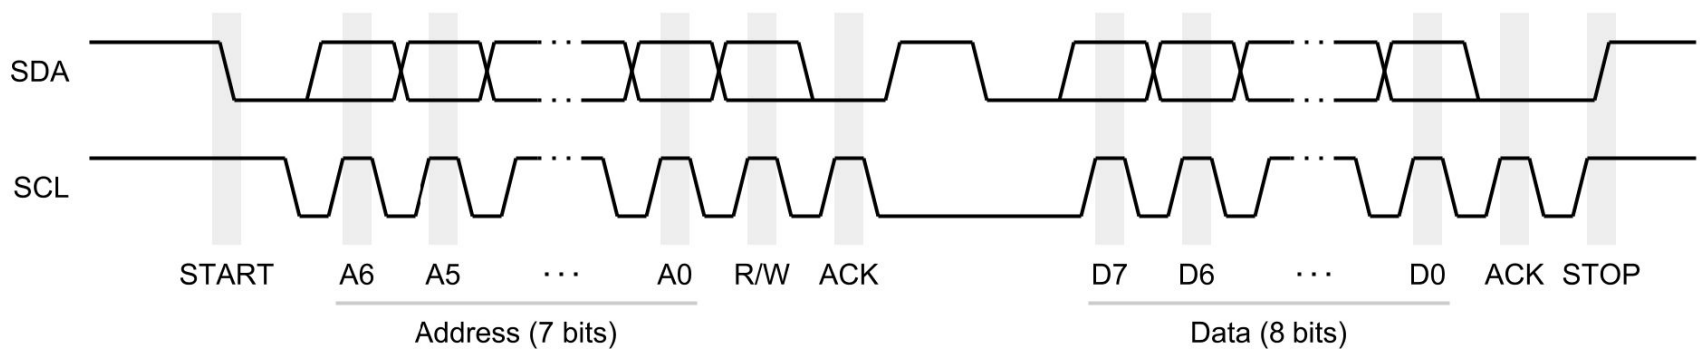 SDA
SCL
START A6 A5 ··· A0 R/W ACK D7 D6 ··· D0 ACK STOP
Address (7 bits) Data (8 bits)